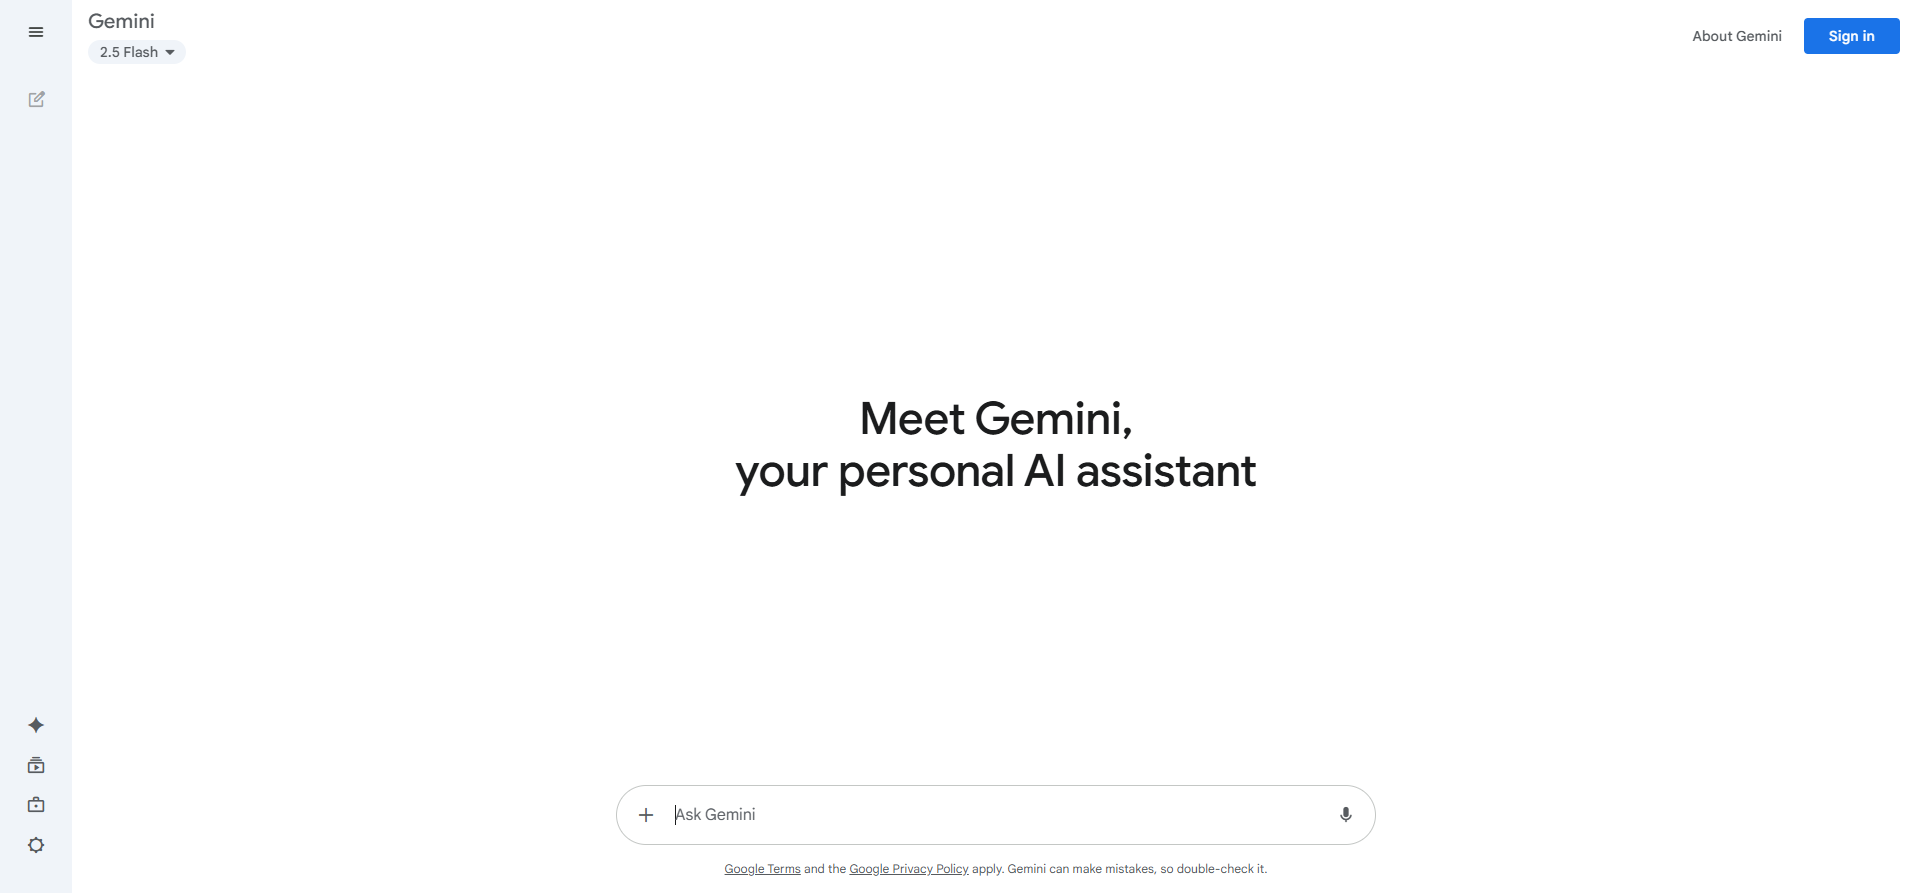 Gemini
2.5 Flash
About Gemini
Sign in
Meet Gemini,
your personal AI assistant
Ask Gemini
Google Terms and the Google Privacy Policy apply. Gemini can make mistakes, so double-check it.